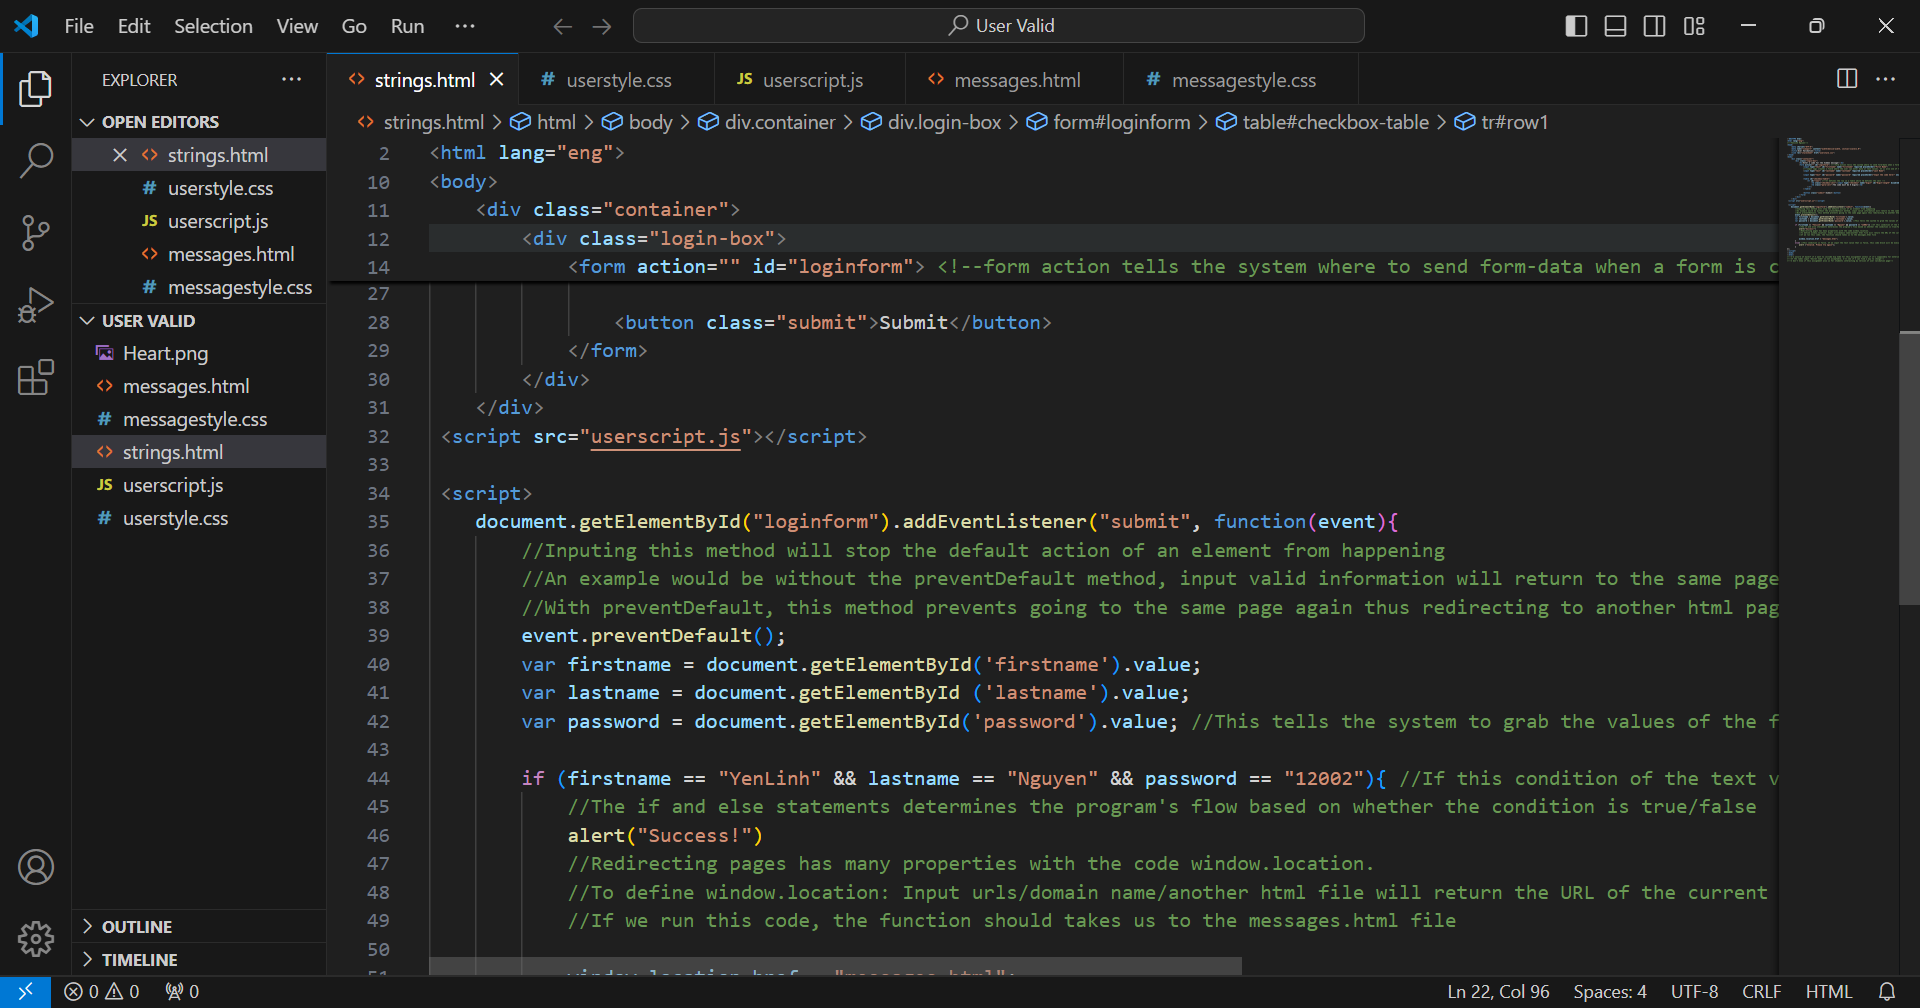 File Edit Selection View Go Run ···
User Valid
EXPLORER ···
OPEN EDITORS
strings.html
# userstyle.css
JS userscript.js
<> messages.html
# messagestyle.css
USER VALID
Heart.png
<> messages.html
# messagestyle.css
<> strings.html
JS userscript.js
# userstyle.css
OUTLINE
TIMELINE
<> strings.html # userstyle.css JS userscript.js <> messages.html # messagestyle.css
<> strings.html > html > body > div.container > div.login-box > form#loginform > table#checkbox-table > tr#row1
2 <html lang="eng">
10 <body>
11 <div class="container">
12 <div class="login-box">
14 <form action="" id="loginform"> <!--form action tells the system where to send form-data when a form is c
27
28 <button class="submit">Submit</button>
29 </form>
30 </div>
31 </div>
32 <script src="userscript.js"></script>
33
34 <script>
35 document.getElementById("loginform").addEventListener("submit", function(event){
36 //Inputing this method will stop the default action of an element from happening
37 //An example would be without the preventDefault method, input valid information will return to the same page
38 //With preventDefault, this method prevents going to the same page again thus redirecting to another html pag
39 event.preventDefault();
40 var firstname = document.getElementById('firstname').value;
41 var lastname = document.getElementById ('lastname').value;
42 var password = document.getElementById('password').value; //This tells the system to grab the values of the f
43
44 if (firstname == "YenLinh" && lastname == "Nguyen" && password == "12002"){ //If this condition of the text v
45 //The if and else statements determines the program's flow based on whether the condition is true/false
46 alert("Success!")
47 //Redirecting pages has many properties with the code window.location.
48 //To define window.location: Input urls/domain name/another html file will return the URL of the current
49 //If we run this code, the function should takes us to the messages.html file
50
51 window.location.href = "messages.html";
0 0 0
Ln 22, Col 96 Spaces: 4 UTF-8 CRLF HTML